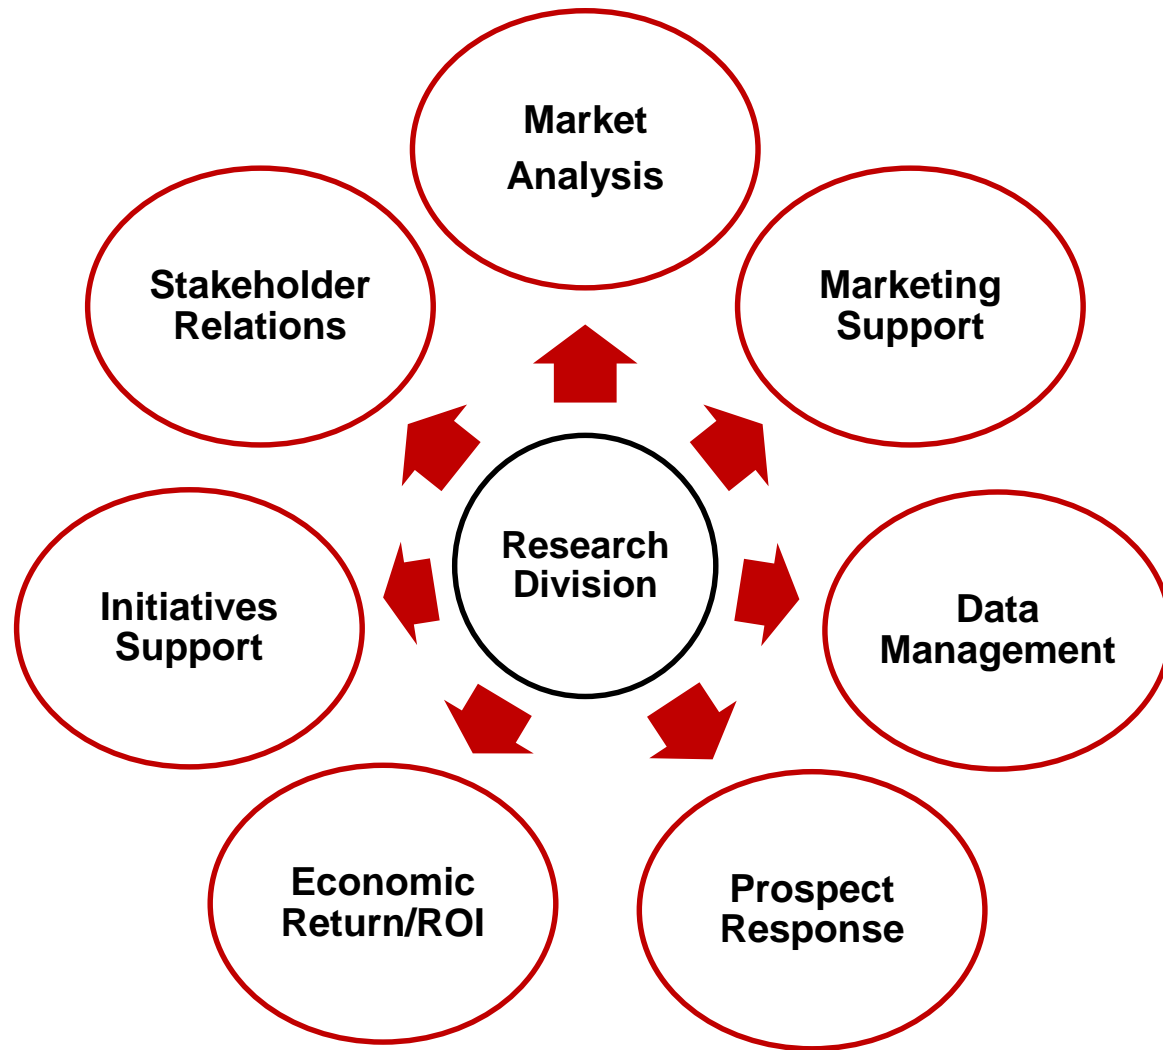 Market
Analysis
Marketing
Support
Data
Management
Prospect
Response
Economic
Return/ROI
Initiatives
Support
Stakeholder
Relations
Research
Division